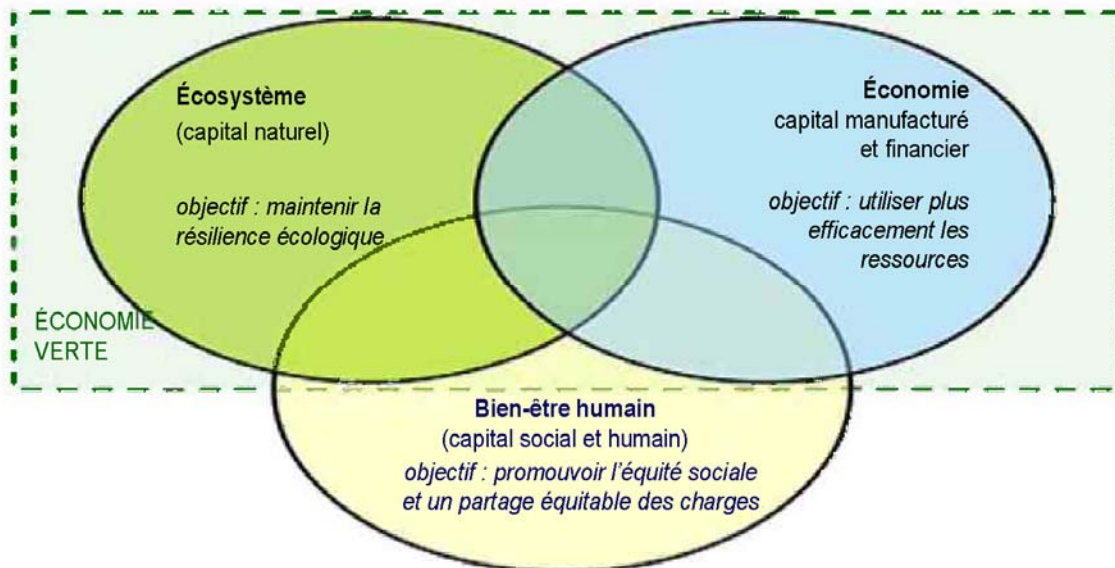 Écosystème
(capital naturel)
objectif : maintenir la
résilience écologique
Économie
capital manufacturé
et financier
objectif : utiliser plus
efficacement les
ressources
ÉCONOMIE
VERTE
Bien-être humain
(capital social et humain)
objectif : promouvoir l'équité sociale
et un partage équitable des charges